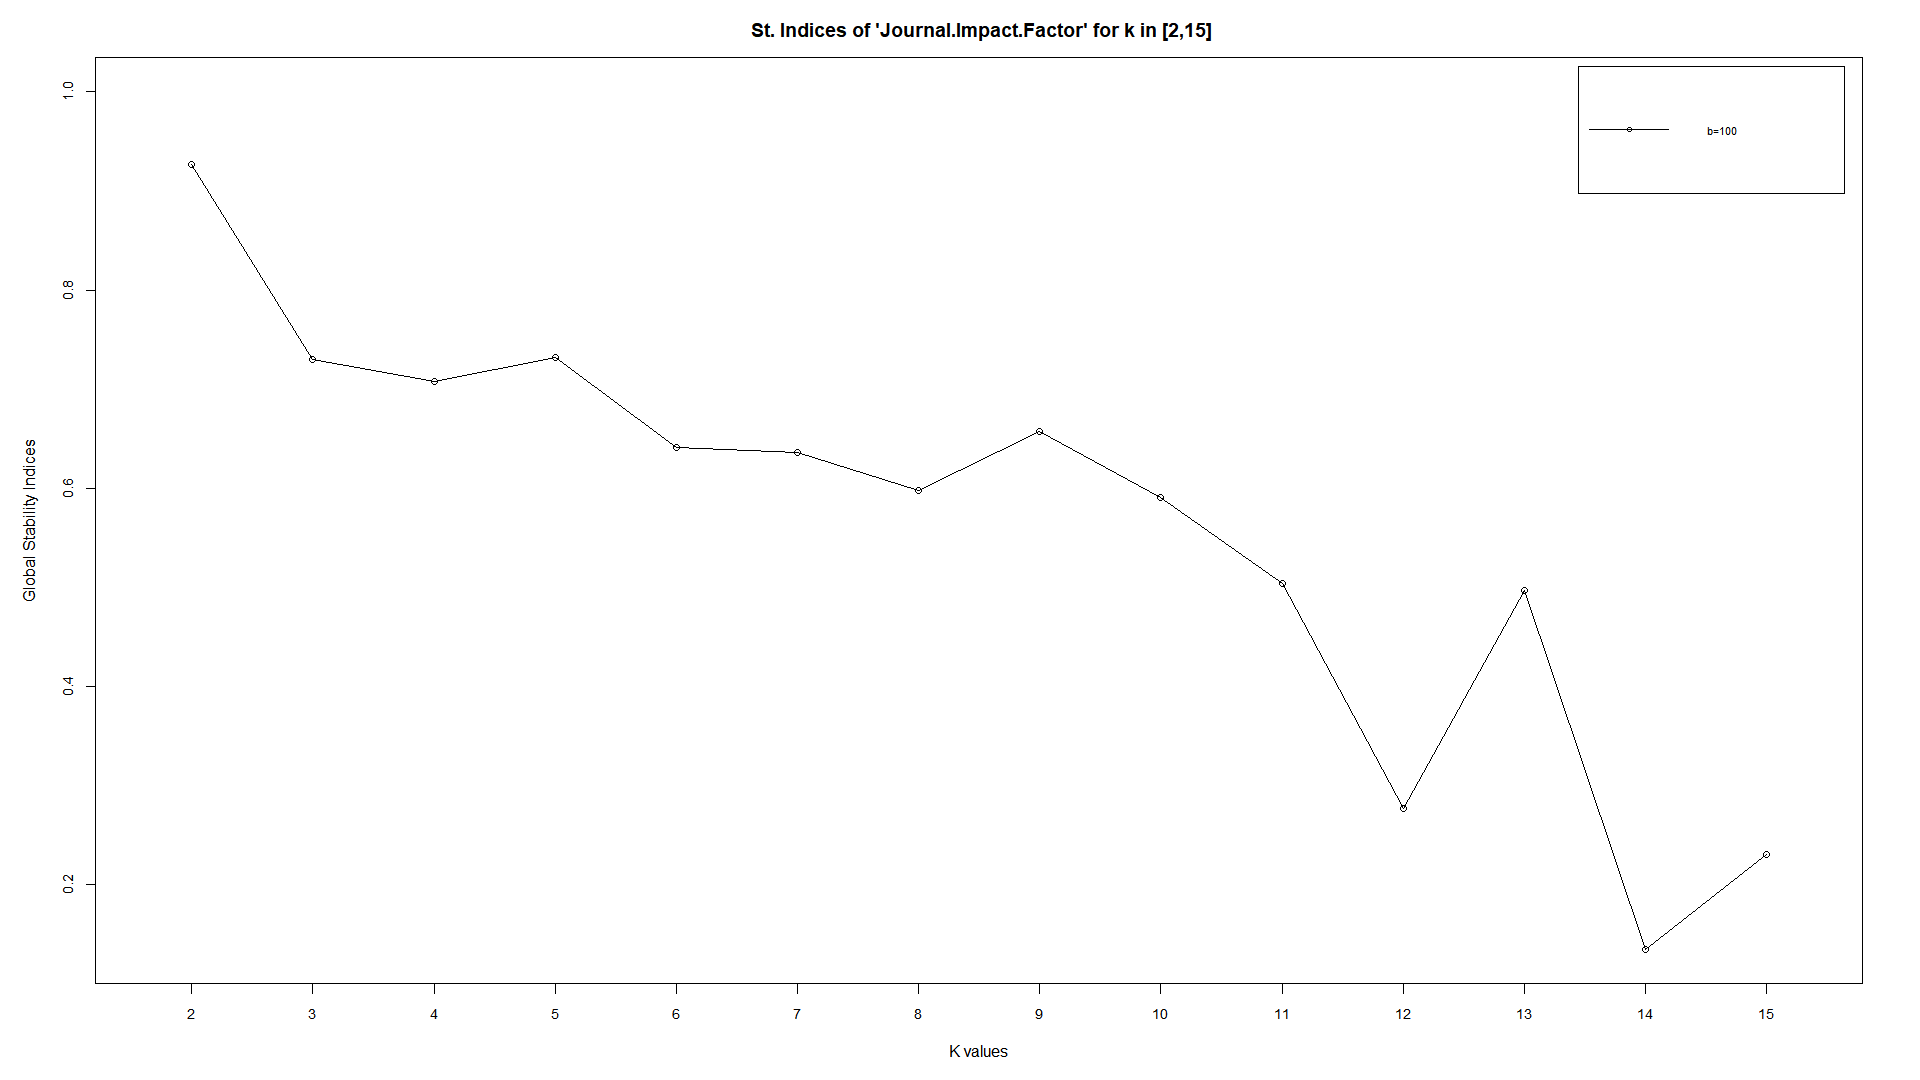 St. Indices of 'Journal.Impact.Factor' for k in [2,15]
b=100
Global Stability Indices
1.0
0.8
0.6
0.4
0.2
2 3 4 5 6 7 8 9 10 11 12 13 14 15
K values